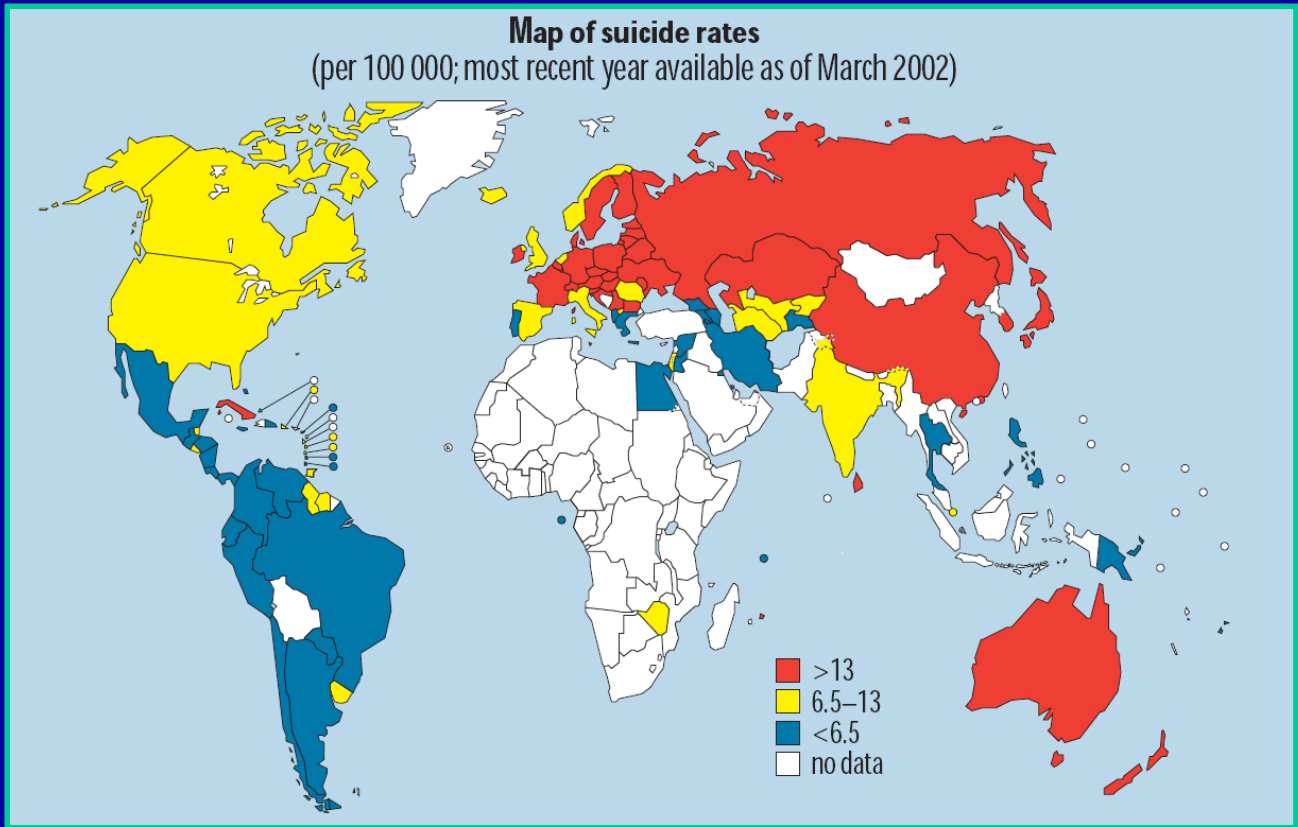 Map of suicide rates
(per 100 000; most recent year available as of March 2002)
>13
6.5–13
<6.5
no data